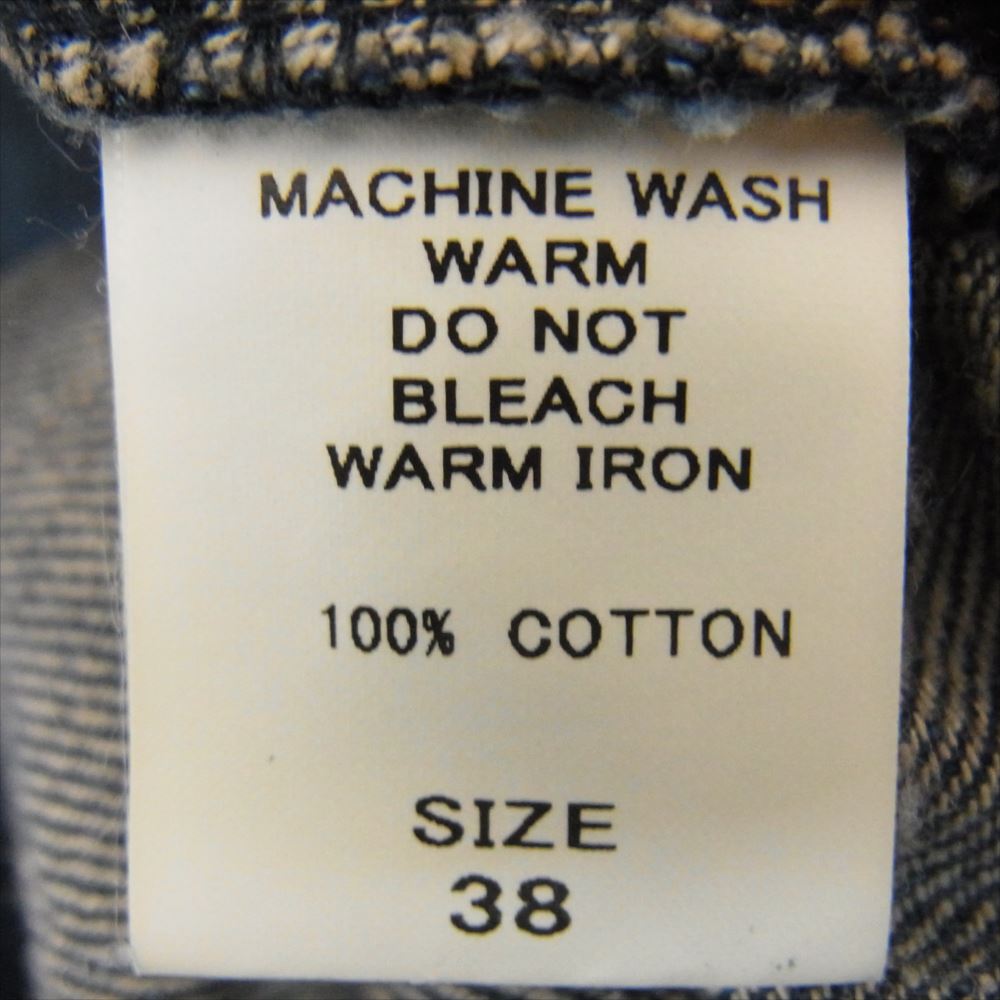 MACHINE WASH
WARM
DO NOT
BLEACH
WARM IRON
100% COTTON
SIZE
38